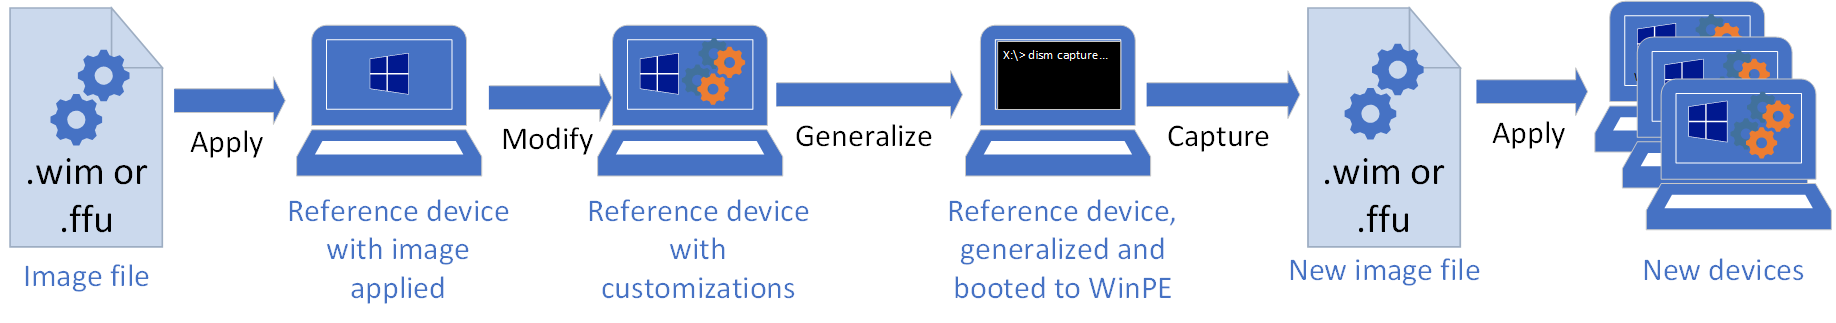 .wim or
.ffu
Image file
Apply
Reference device
with image
applied
Modify
Reference device
with
customizations
Generalize
X:\> dism capture...
Reference device,
generalized and
booted to WinPE
Capture
.wim or
.ffu
New image file
Apply
New devices